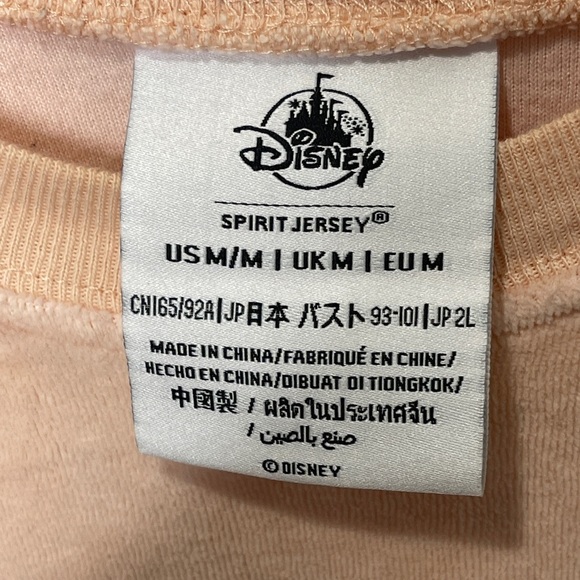 Disney
SPIRIT JERSEY®
US M/M | UK M | EU M
CN165/92A|JP日本 バスト 93-101|JP 2L
MADE IN CHINA/FABRIQUÉ EN CHINE/
HECHO EN CHINA/DIBUAT DI TIONGKOK/
中國製 / ผลิตในประเทศจีน
/ صنع بالصين
© DISNEY